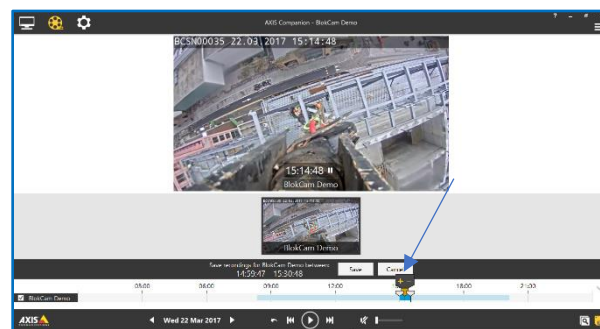 AXIS Companion - BlokCam Demo
BCSN00035 22.03.2017 15:14:48
15:14:48
BlokCam Demo
BlokCam Demo
Save recordings for BlokCam Demo between:
14:59:47 15:30:48
Save
Cancel
03:00 06:00 09:00 12:00 18:00 21:00
BlokCam Demo
AXIS
Wed 22 Mar 2017